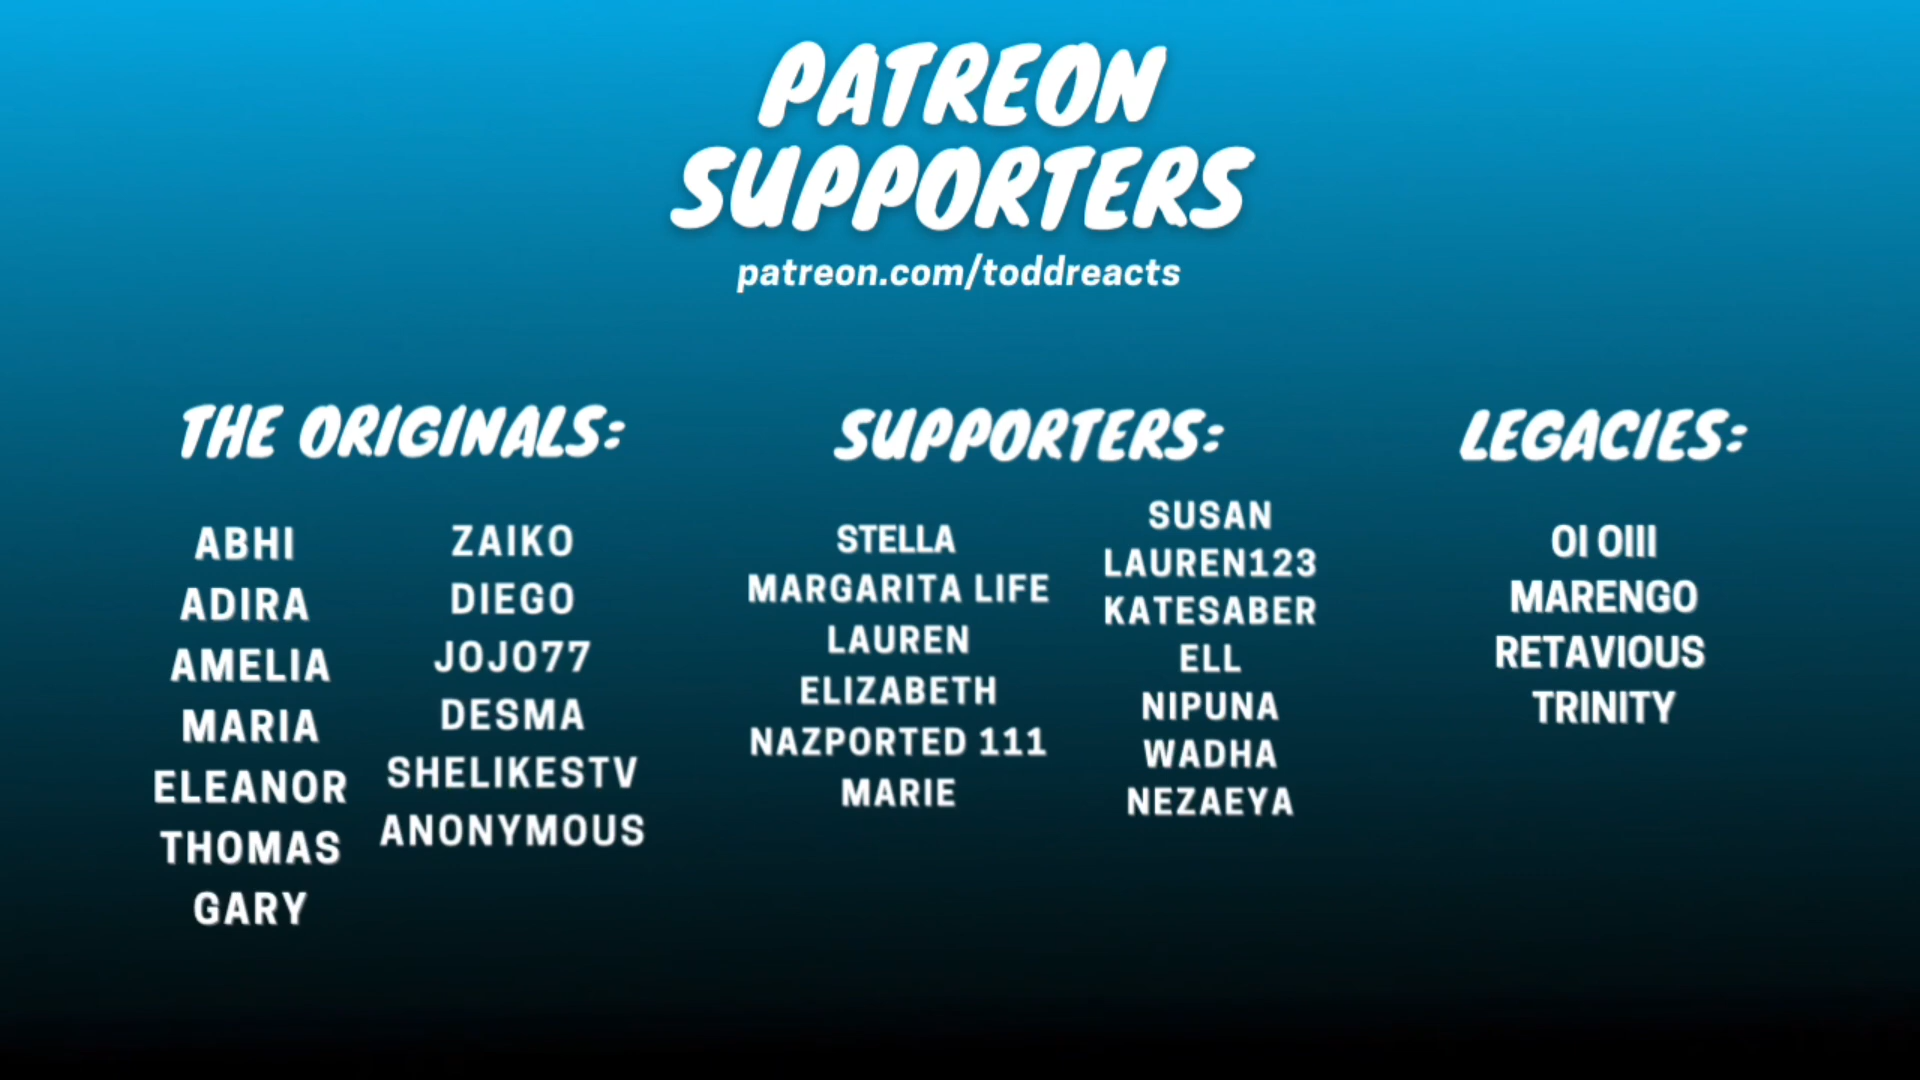 PATREON
SUPPORTERS
patreon.com/toddreacts
THE ORIGINALS:
ABHI
ADIRA
AMELIA
MARIA
ELEANOR
THOMAS
GARY
ZAIKO
DIEGO
JOJO77
DESMA
SHELIKESTV
ANONYMOUS
SUPPORTERS:
STELLA
MARGARITA LIFE
LAUREN
ELIZABETH
NAZPORTED 111
MARIE
SUSAN
LAUREN123
KATESABER
ELL
NIPUNA
WADHA
NEZAEYA
LEGACIES:
OI OIII
MARENGO
RETAVIOUS
TRINITY